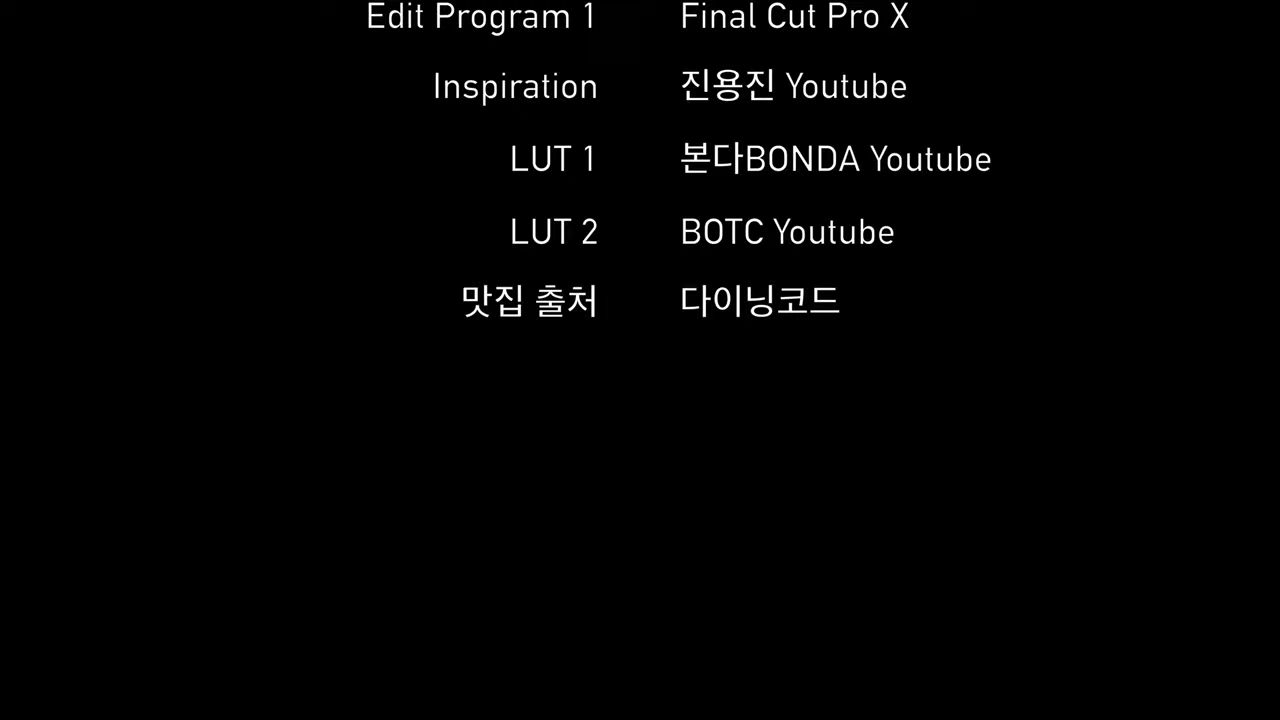 Edit Program 1 Final Cut Pro X
Inspiration 진용진 Youtube
LUT 1 본다BONDA Youtube
LUT 2 BOTC Youtube
맛집 출처 다이닝코드